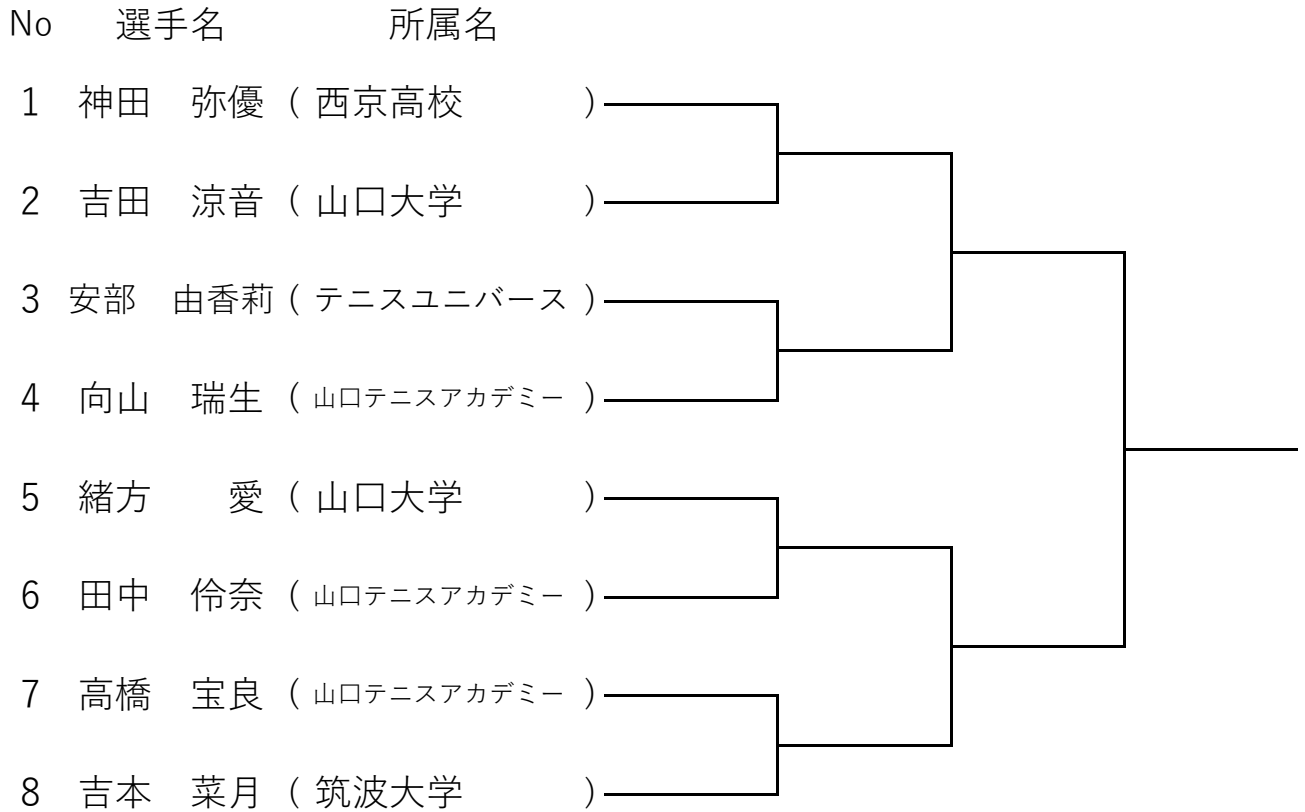 No 選手名 所属名
1 神田 弥優 ( 西京高校 )
2 吉田 涼音 ( 山口大学 )
3 安部 由香莉 ( テニスユニバース )
4 向山 瑞生 ( 山口テニスアカデミー )
5 緒方 愛 ( 山口大学 )
6 田中 伶奈 ( 山口テニスアカデミー )
7 高橋 宝良 ( 山口テニスアカデミー )
8 吉本 菜月 ( 筑波大学 )